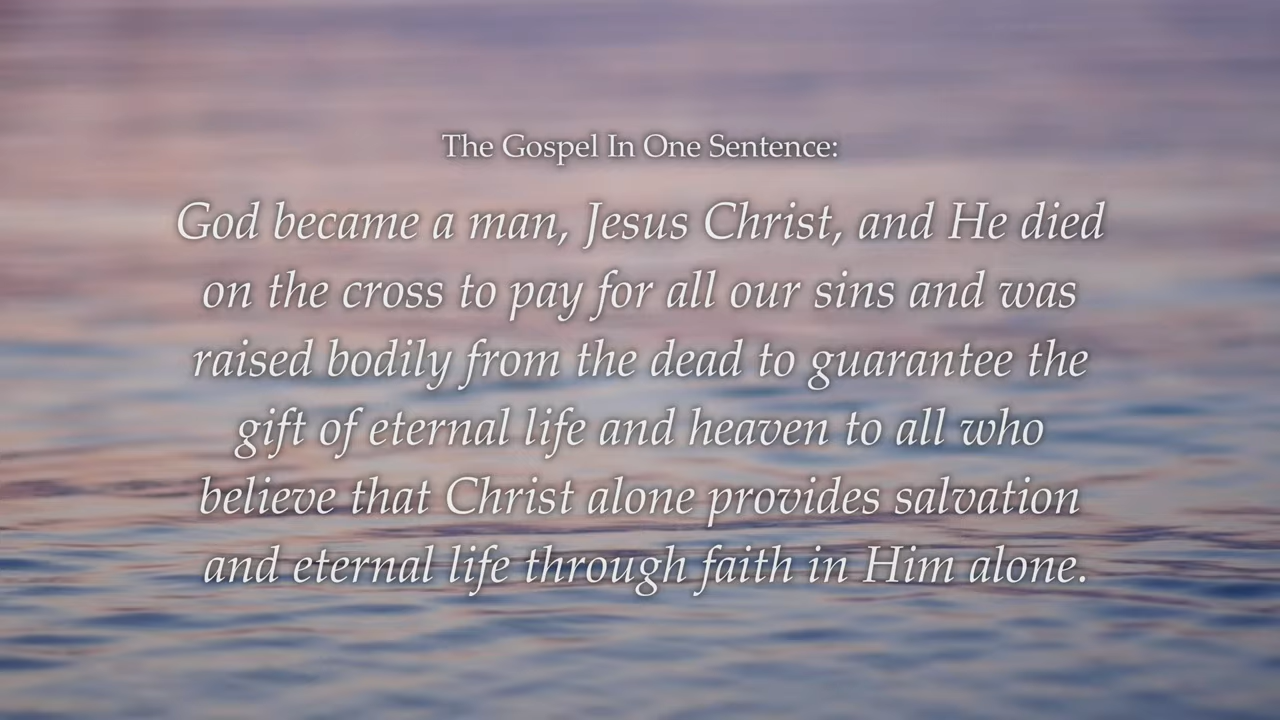 The Gospel In One Sentence:
God became a man, Jesus Christ, and He died
on the cross to pay for all our sins and was
raised bodily from the dead to guarantee the
gift of eternal life and heaven to all who
believe that Christ alone provides salvation
and eternal life through faith in Him alone.